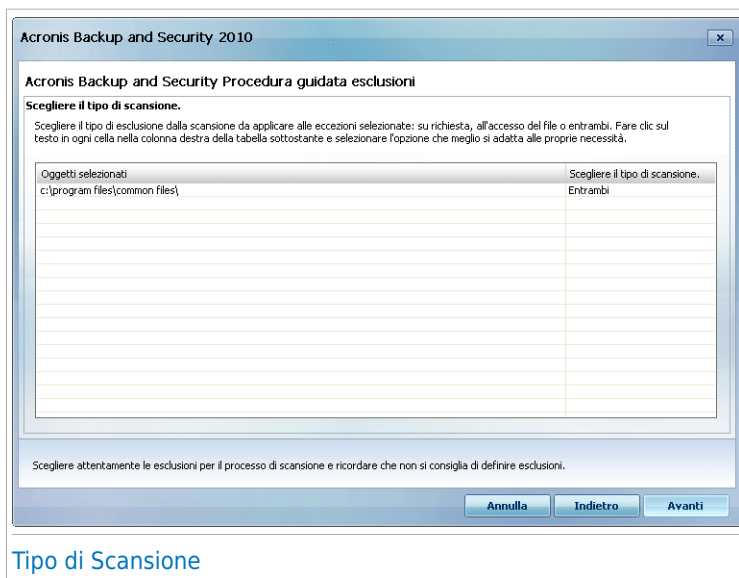 Acronis Backup and Security 2010
Acronis Backup and Security Procedura guidata esclusioni
Scegliere il tipo di scansione.
Scegliere il tipo di esclusione dalla scansione da applicare alle eccezioni selezionate: su richiesta, all'accesso del file o entrambi. Fare clic sul
testo in ogni cella nella colonna destra della tabella sottostante e selezionare l'opzione che meglio si adatta alle proprie necessità.
Oggetti selezionati Scegliere il tipo di scansione.
c:\program files\common files\ Entrambi
Scegliere attentamente le esclusioni per il processo di scansione e ricordare che non si consiglia di definire esclusioni.
Annulla Indietro Avanti
Tipo di Scansione